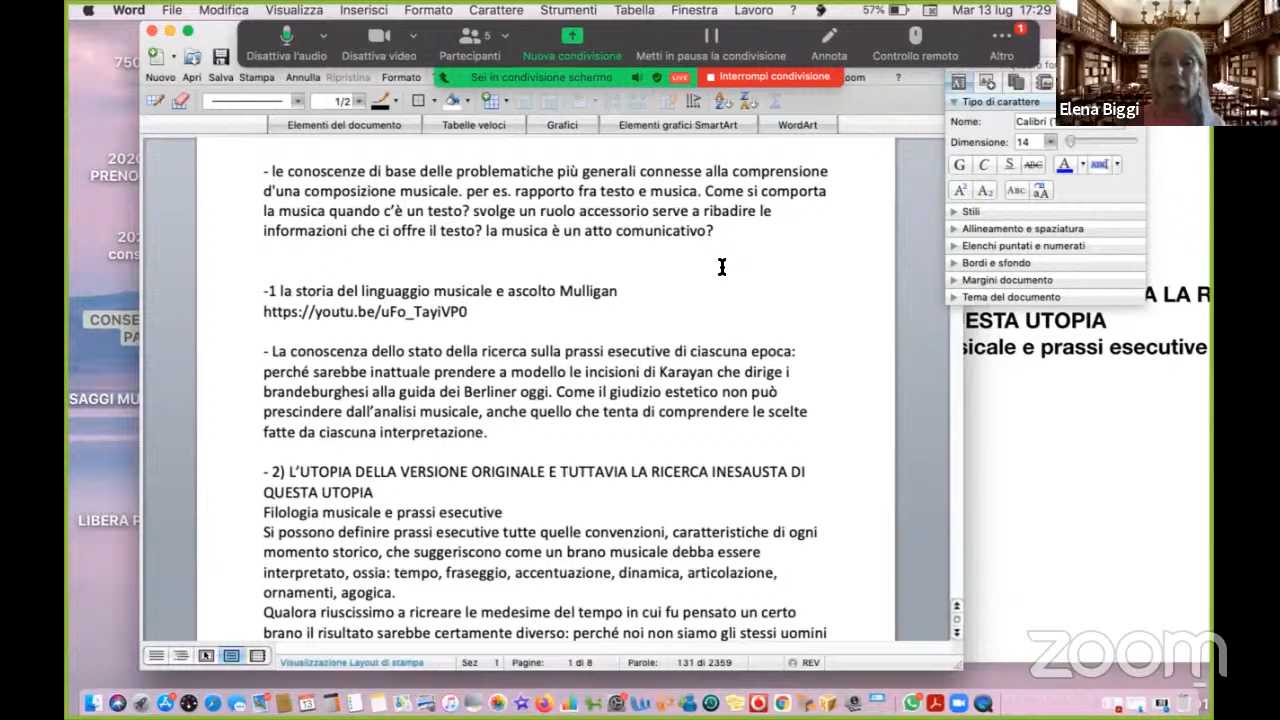 Word File Modifica Visualizza Inserisci Formato Carattere Strumenti Tabella Finestra Lavoro ? 57% Mar 13 lug 17:29
Disattiva l'audio Disattiva video Partecipanti 5 Nuova condivisione Metti in pausa la condivisione Annota Controllo remoto Altro 1
Sei in condivisione schermo LIVE Interrompi condivisione
Nuovo Apri Salva Stampa Annulla Ripristina Formato oom ?
1/2
Elementi del documento Tabelle veloci Grafici Elementi grafici SmartArt WordArt
Elena Biggi
Tipo di carattere
Nome: Calibri (T
Dimensione: 14
G C S ABC A
A² A₂ Abc aA
Stili
Allineamento e spaziatura
Elenchi puntati e numerati
Bordi e sfondo
Margini documento
Tema del documento
- le conoscenze di base delle problematiche più generali connesse alla comprensione
d'una composizione musicale. per es. rapporto fra testo e musica. Come si comporta
la musica quando c'è un testo? svolge un ruolo accessorio serve a ribadire le
informazioni che ci offre il testo? la musica è un atto comunicativo?
-1 la storia del linguaggio musicale e ascolto Mulligan
https://youtu.be/uFo_TayiVP0
- La conoscenza dello stato della ricerca sulla prassi esecutive di ciascuna epoca:
perché sarebbe inattuale prendere a modello le incisioni di Karayan che dirige i
brandeburghesi alla guida dei Berliner oggi. Come il giudizio estetico non può
prescindere dall'analisi musicale, anche quello che tenta di comprendere le scelte
fatte da ciascuna interpretazione.
- 2) L'UTOPIA DELLA VERSIONE ORIGINALE E TUTTAVIA LA RICERCA INESAUSTA DI
QUESTA UTOPIA
Filologia musicale e prassi esecutive
Si possono definire prassi esecutive tutte quelle convenzioni, caratteristiche di ogni
momento storico, che suggeriscono come un brano musicale debba essere
interpretato, ossia: tempo, fraseggio, accentuazione, dinamica, articolazione,
ornamenti, agogica.
Qualora riuscissimo a ricreare le medesime del tempo in cui fu pensato un certo
brano il risultato sarebbe certamente diverso: perché noi non siamo gli stessi uomini
A LA R
ESTA UTOPIA
sicale e prassi esecutive
750
2020
PRENO
202
cons
CONSE
PA
SAGGI MU
LIBERA P
Visualizzazione Layout di stampa Sez 1 Pagine: 1 di 8 Parole: 131 di 2359 REV
zoom